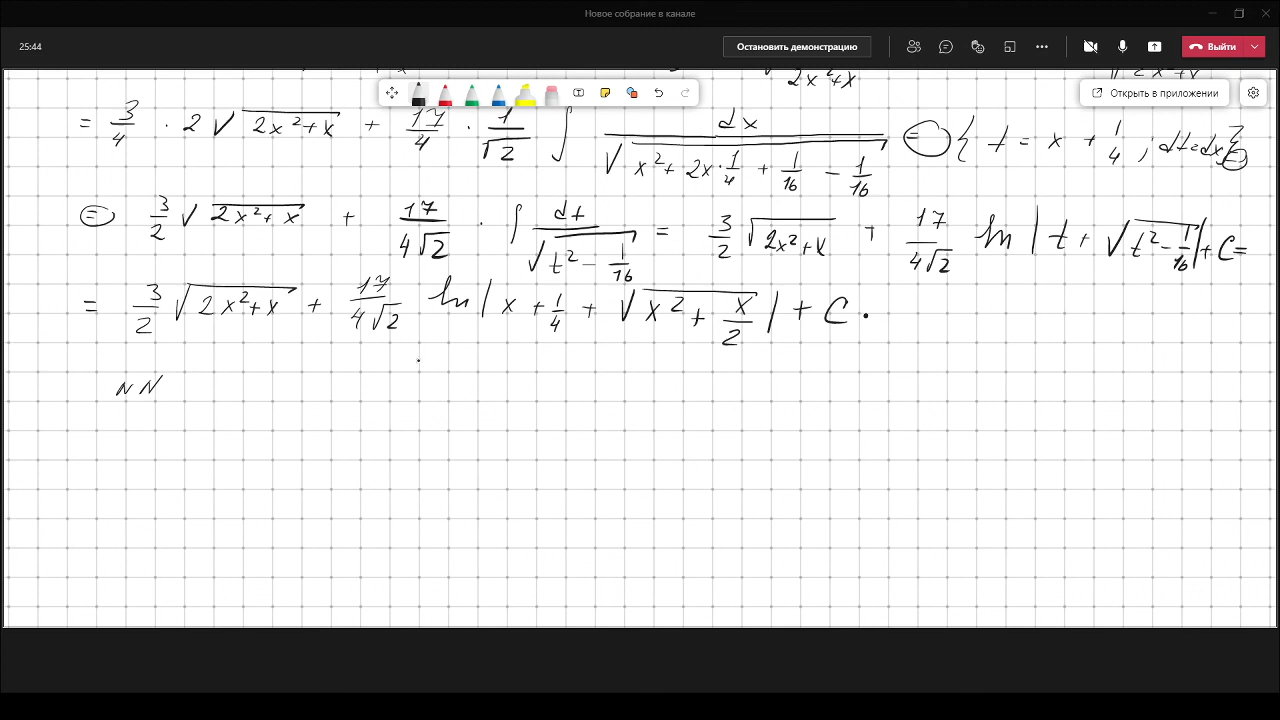 Новое собрание в канале
25:44
Остановить демонстрацию
Выйти
2x²+x
Открыть в приложении
= 3/4 · 2√(2x²+x) + 17/4 · 1/√2 ∫ dx/√(x²+2x·1/4+1/16−1/16) = { t = x + 1/4 ; dt=dx} =
= 3/2 √(2x²+x) + 17/(4√2) · ∫ dt/√(t²−1/16) = 3/2 √(2x²+x) + 17/(4√2) ln|t+√(t²−1/16)|+C=
= 3/2 √(2x²+x) + 17/(4√2) ln|x+1/4+√(x²+x/2)|+C.
NN